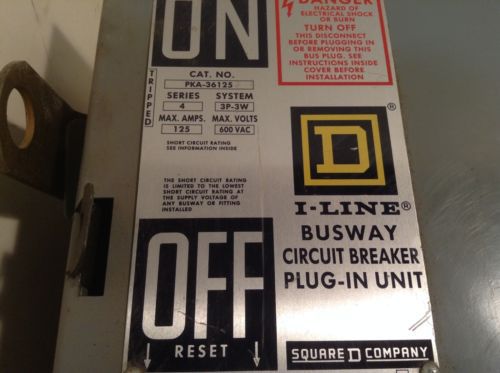 ON
DANGER
HAZARD OF
ELECTRICAL SHOCK
OR BURN
TURN OFF
THIS DISCONNECT
BEFORE PLUGGING IN
OR REMOVING THIS
BUS PLUG. SEE
INSTRUCTIONS INSIDE
COVER BEFORE
INSTALLATION
TRIPPED
CAT. NO.
PKA-36125
SERIES SYSTEM
4 3P-3W
MAX. AMPS. MAX. VOLTS
125 600 VAC
SHORT CIRCUIT RATING
SEE INFORMATION INSIDE
THE SHORT CIRCUIT RATING
IS LIMITED TO THE LOWEST
SHORT CIRCUIT RATING AT
THE SUPPLY VOLTAGE OF
ANY BUSWAY OR FITTING
INSTALLED
D
®
I-LINE®
BUSWAY
CIRCUIT BREAKER
PLUG-IN UNIT
OFF
RESET
SQUARE D COMPANY